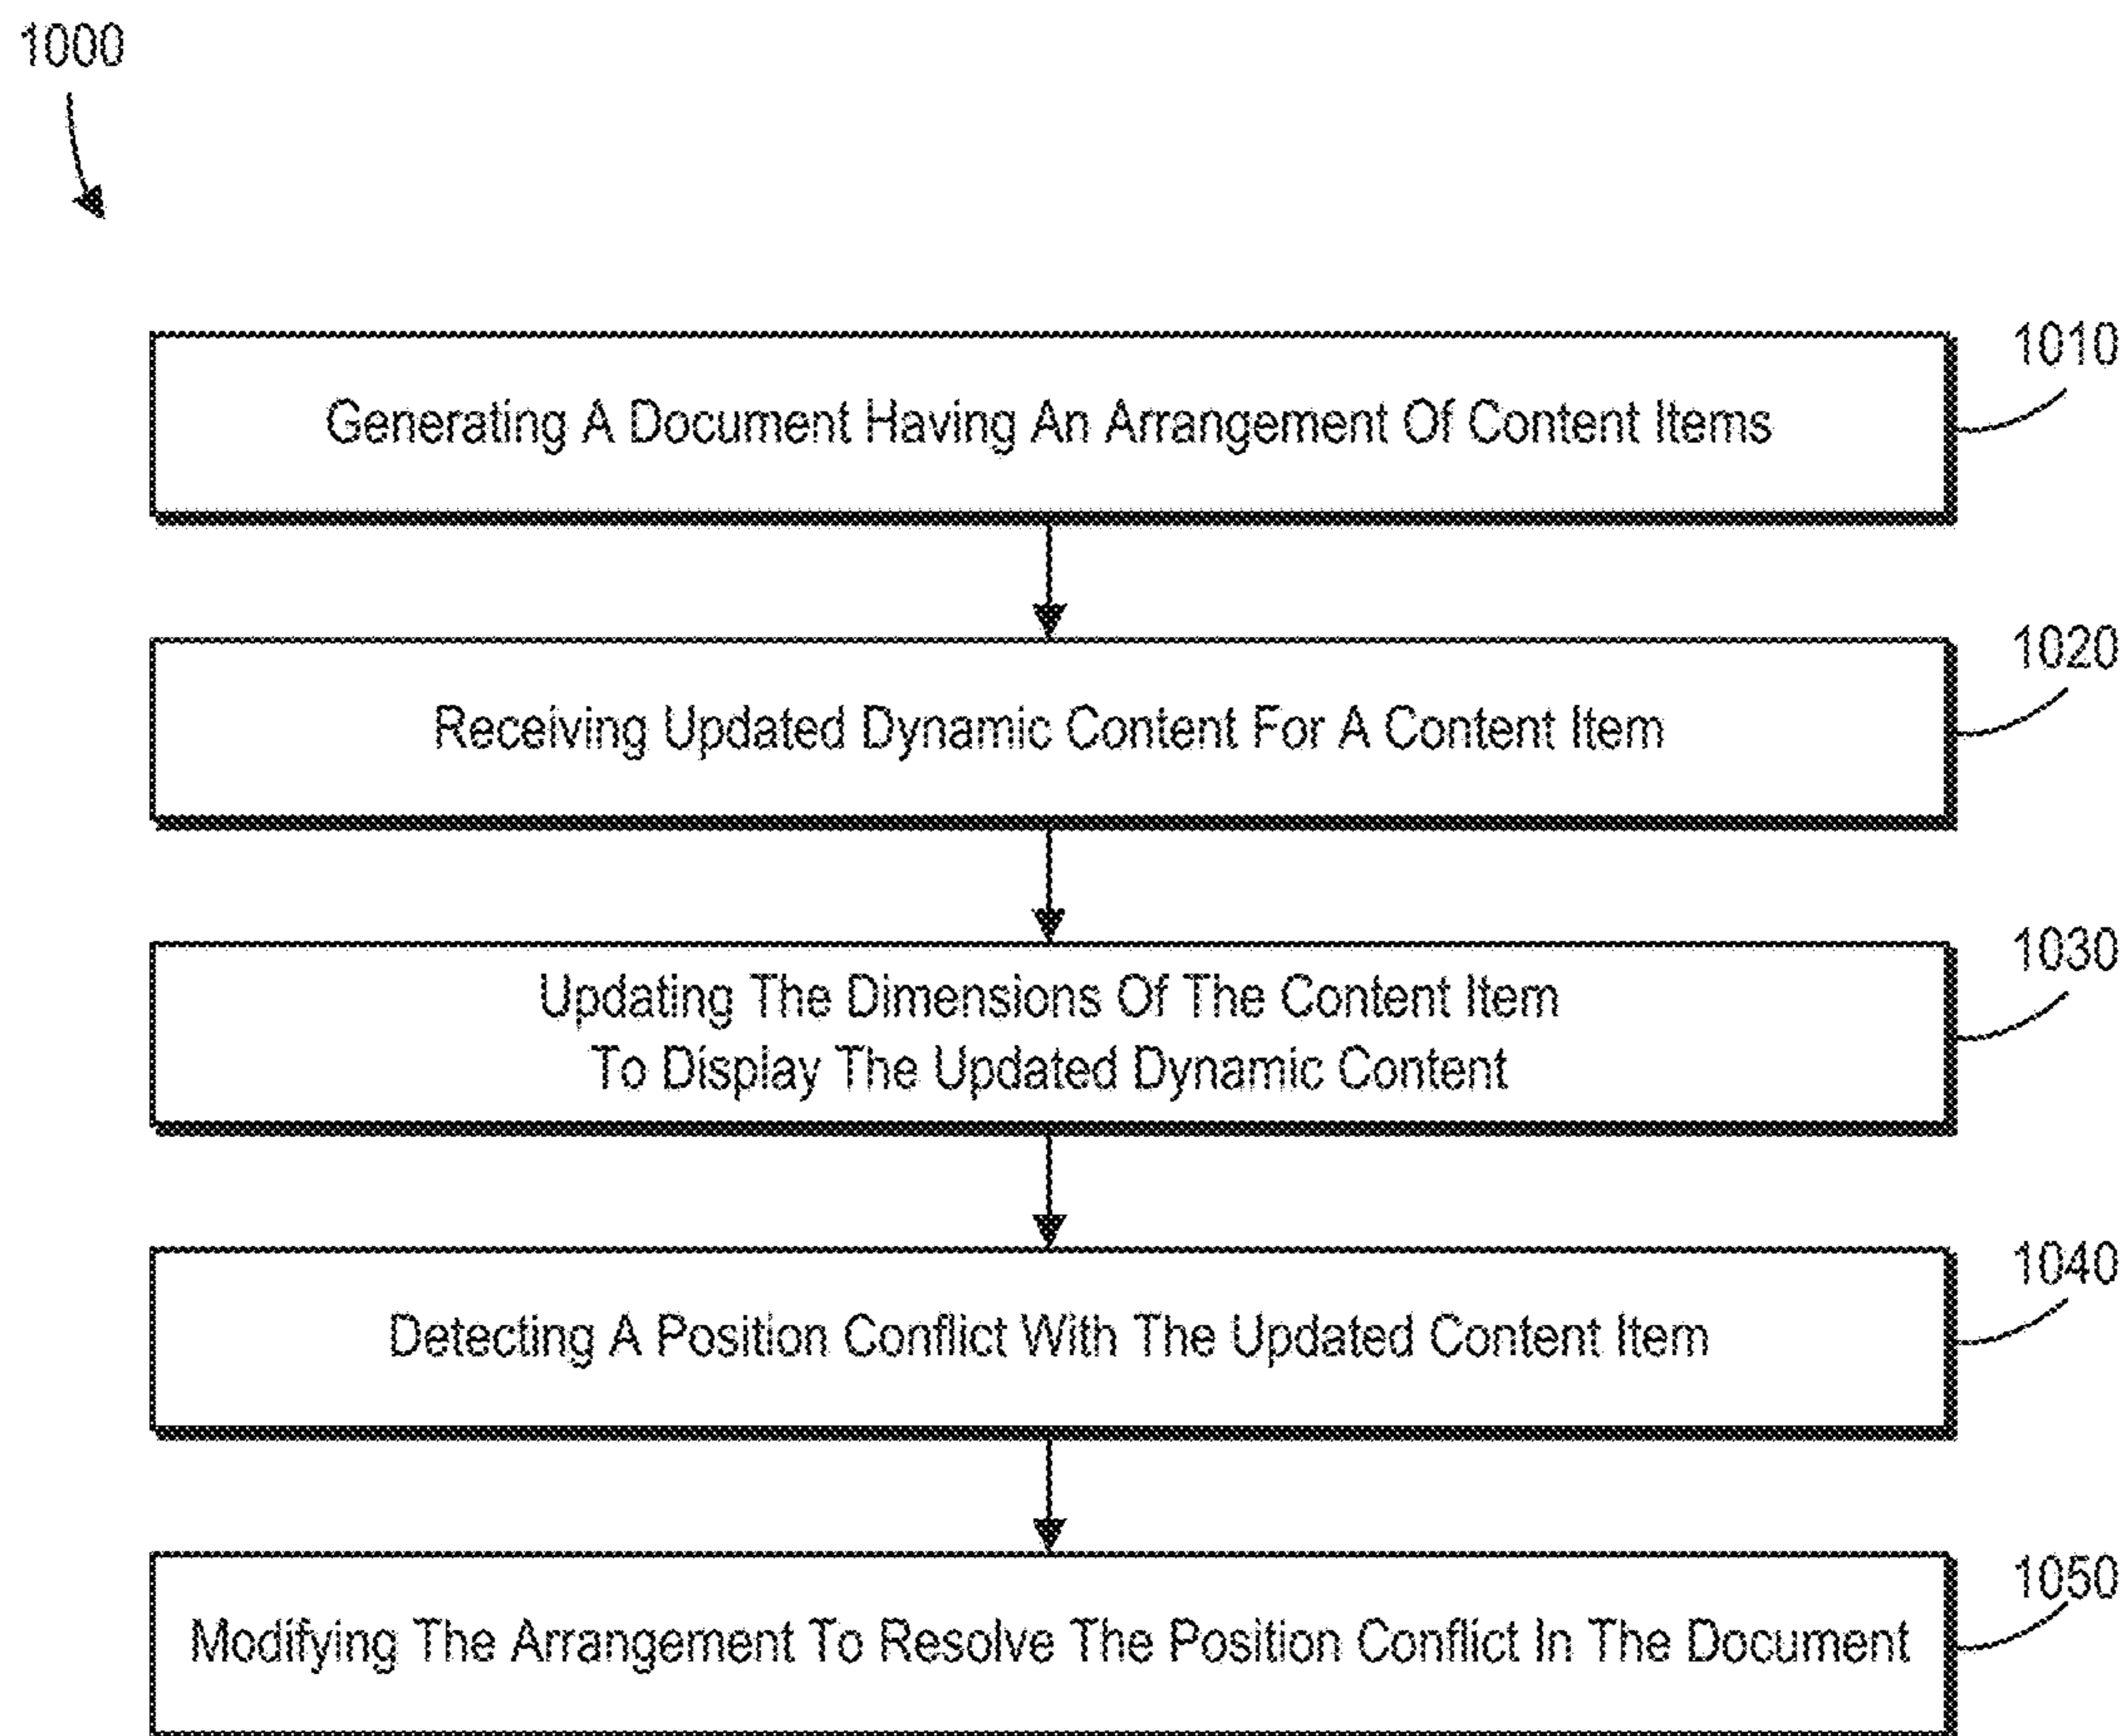 1000
1010
Generating A Document Having An Arrangement Of Content Items
1020
Receiving Updated Dynamic Content For A Content Item
1030
Updating The Dimensions Of The Content Item
To Display The Updated Dynamic Content
1040
Detecting A Position Conflict With The Updated Content Item
1050
Modifying The Arrangement To Resolve The Position Conflict In The Document